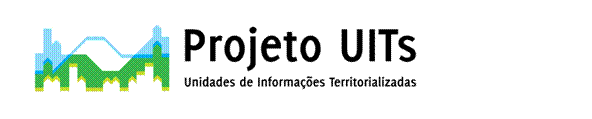 Projeto UITs
Unidades de Informações Territorializadas